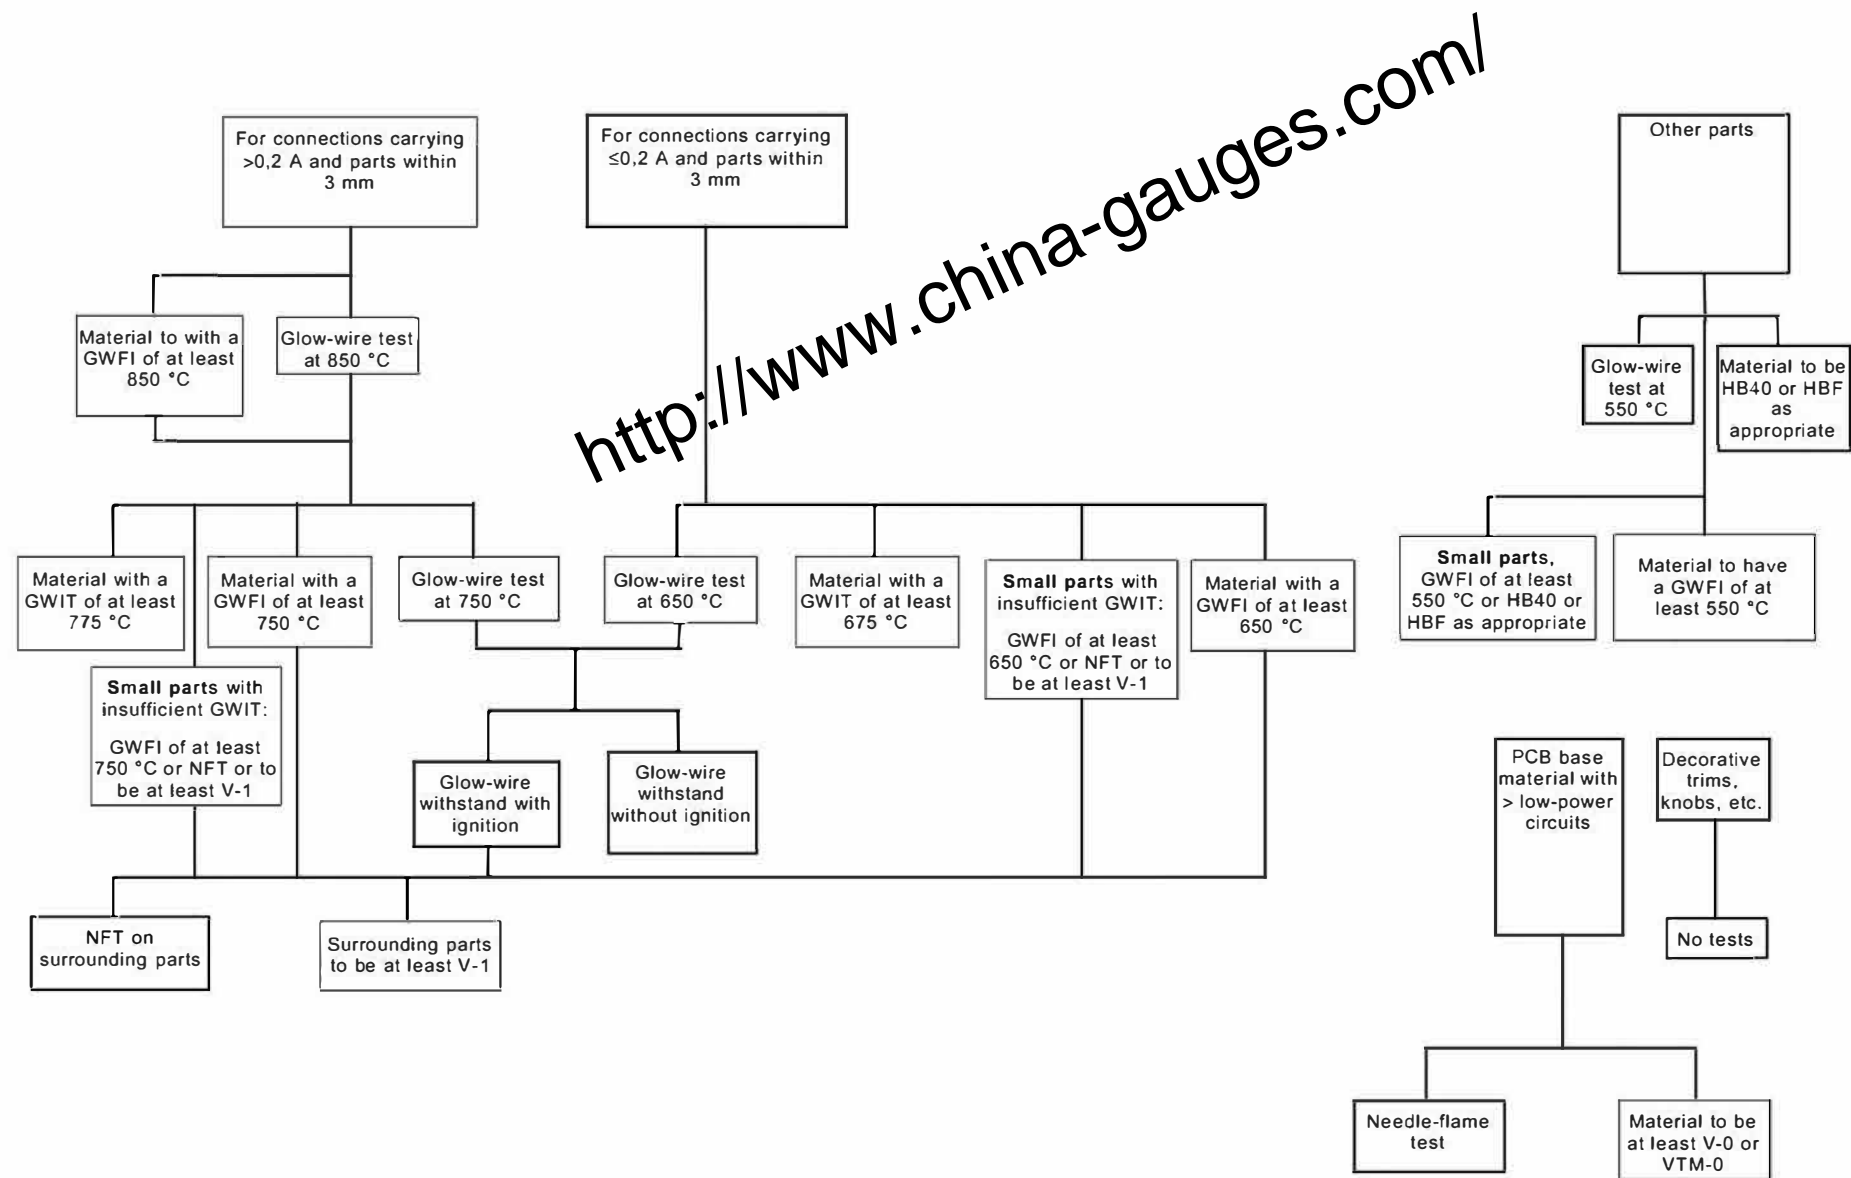 http://www.china-gauges.com/
For connections carrying
>0,2 A and parts within
3 mm
For connections carrying
≤0,2 A and parts within
3 mm
Other parts
Material to with a
GWFI of at least
850 °C
Glow-wire test
at 850 °C
Glow-wire
test at
550 °C
Material to be
HB40 or HBF
as
appropriate
Material with a
GWIT of at least
775 °C
Material with a
GWFI of at least
750 °C
Glow-wire test
at 750 °C
Glow-wire test
at 650 °C
Material with a
GWIT of at least
675 °C
Small parts with
insufficient GWIT:
GWFI of at least
650 °C or NFT or to
be at least V-1
Material with a
GWFI of at least
650 °C
Small parts,
GWFI of at least
550 °C or HB40 or
HBF as appropriate
Material to have
a GWFI of at
least 550 °C
Small parts with
insufficient GWIT:
GWFI of at least
750 °C or NFT or to
be at least V-1
Glow-wire
withstand with
ignition
Glow-wire
withstand
without ignition
PCB base
material with
> low-power
circuits
Decorative
trims,
knobs, etc.
NFT on
surrounding parts
Surrounding parts
to be at least V-1
No tests
Needle-flame
test
Material to be
at least V-0 or
VTM-0